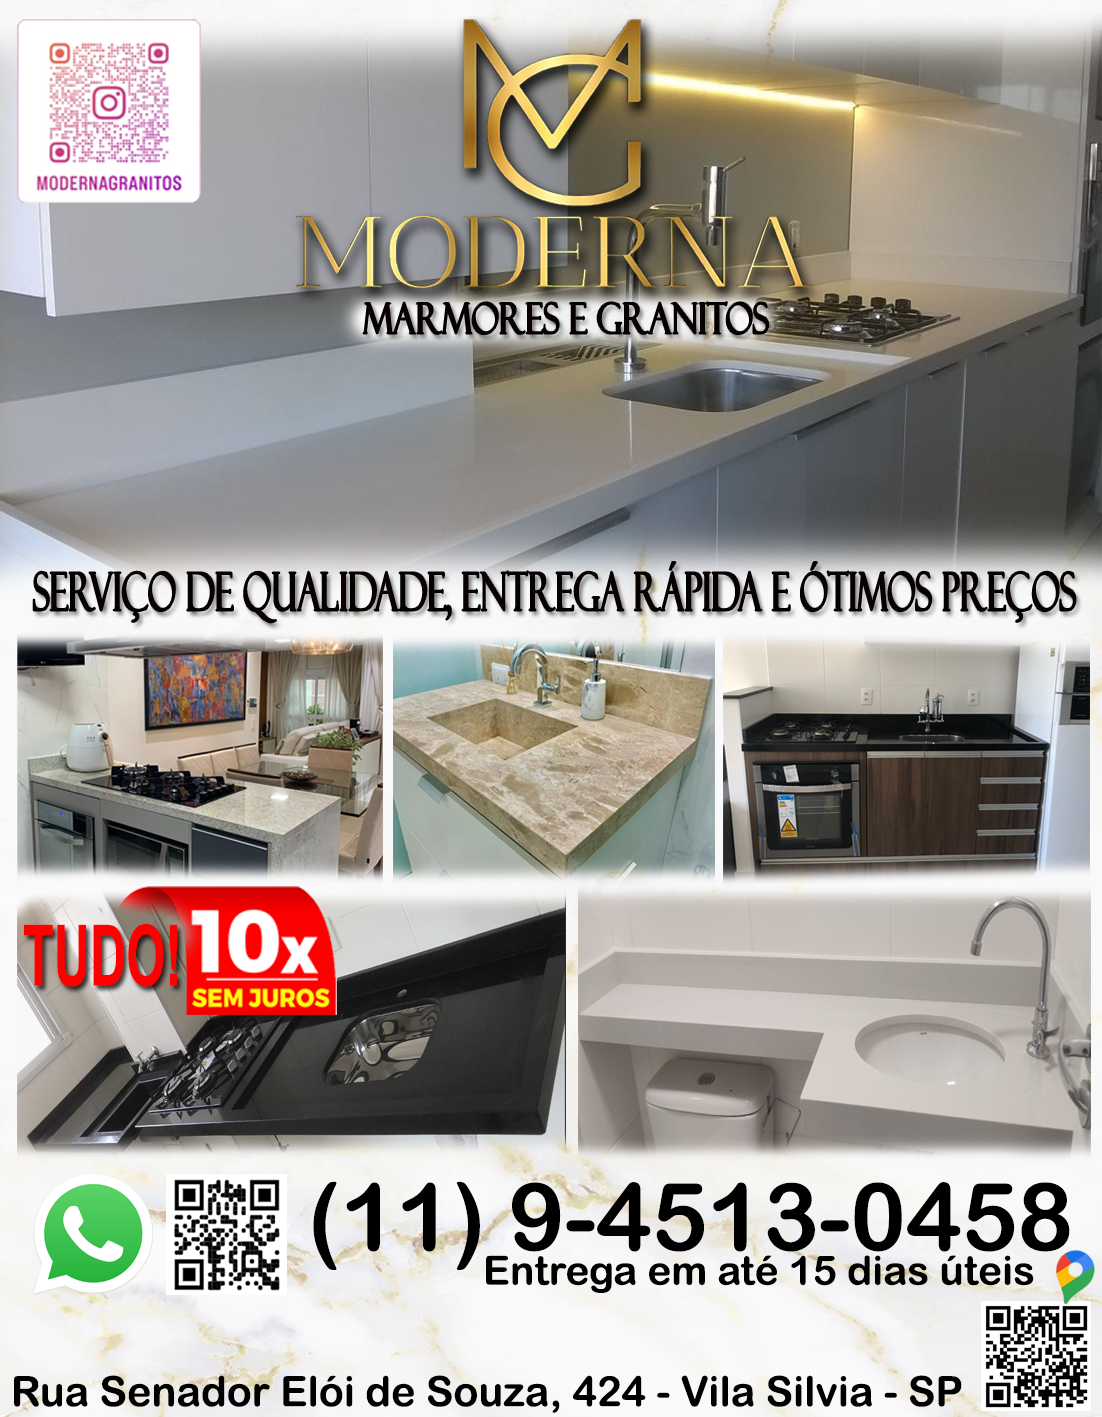 MODERNAGRANITOS
MODERNA
MARMORES E GRANITOS
SERVIÇO DE QUALIDADE, ENTREGA RÁPIDA E ÓTIMOS PREÇOS
TUDO!
10x
SEM JUROS
(11) 9-4513-0458
Entrega em até 15 dias úteis
Rua Senador Elói de Souza, 424 - Vila Silvia - SP